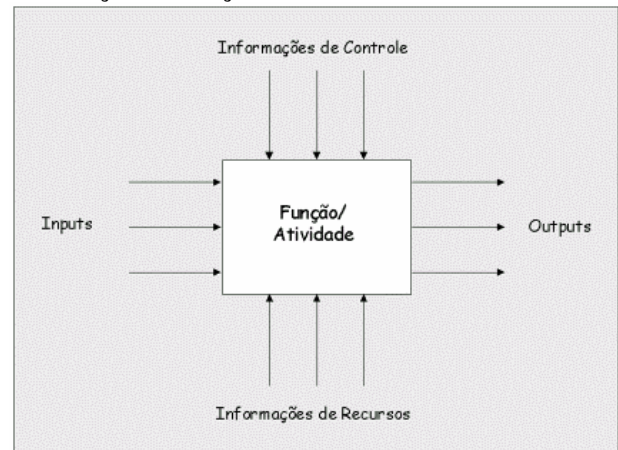 Informações de Controle
Inputs
Função/
Atividade
Outputs
Informações de Recursos